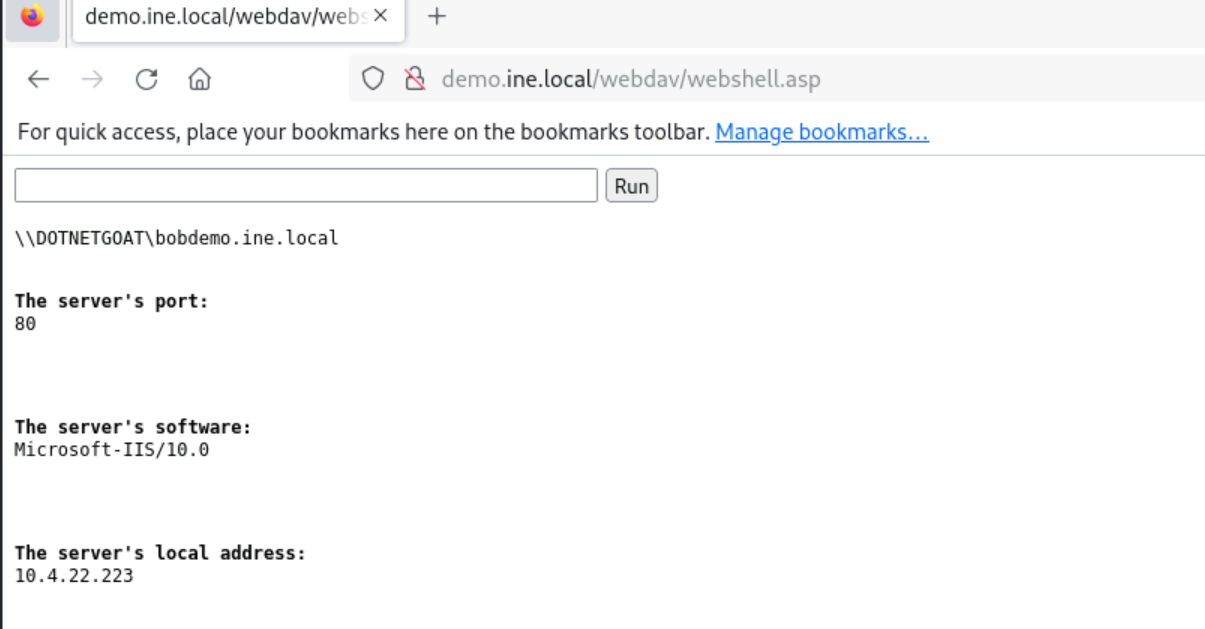 demo.ine.local/webdav/webs
demo.ine.local/webdav/webshell.asp
For quick access, place your bookmarks here on the bookmarks toolbar. Manage bookmarks...
Run
\\DOTNETGOAT\bobdemo.ine.local
The server's port:
80
The server's software:
Microsoft-IIS/10.0
The server's local address:
10.4.22.223